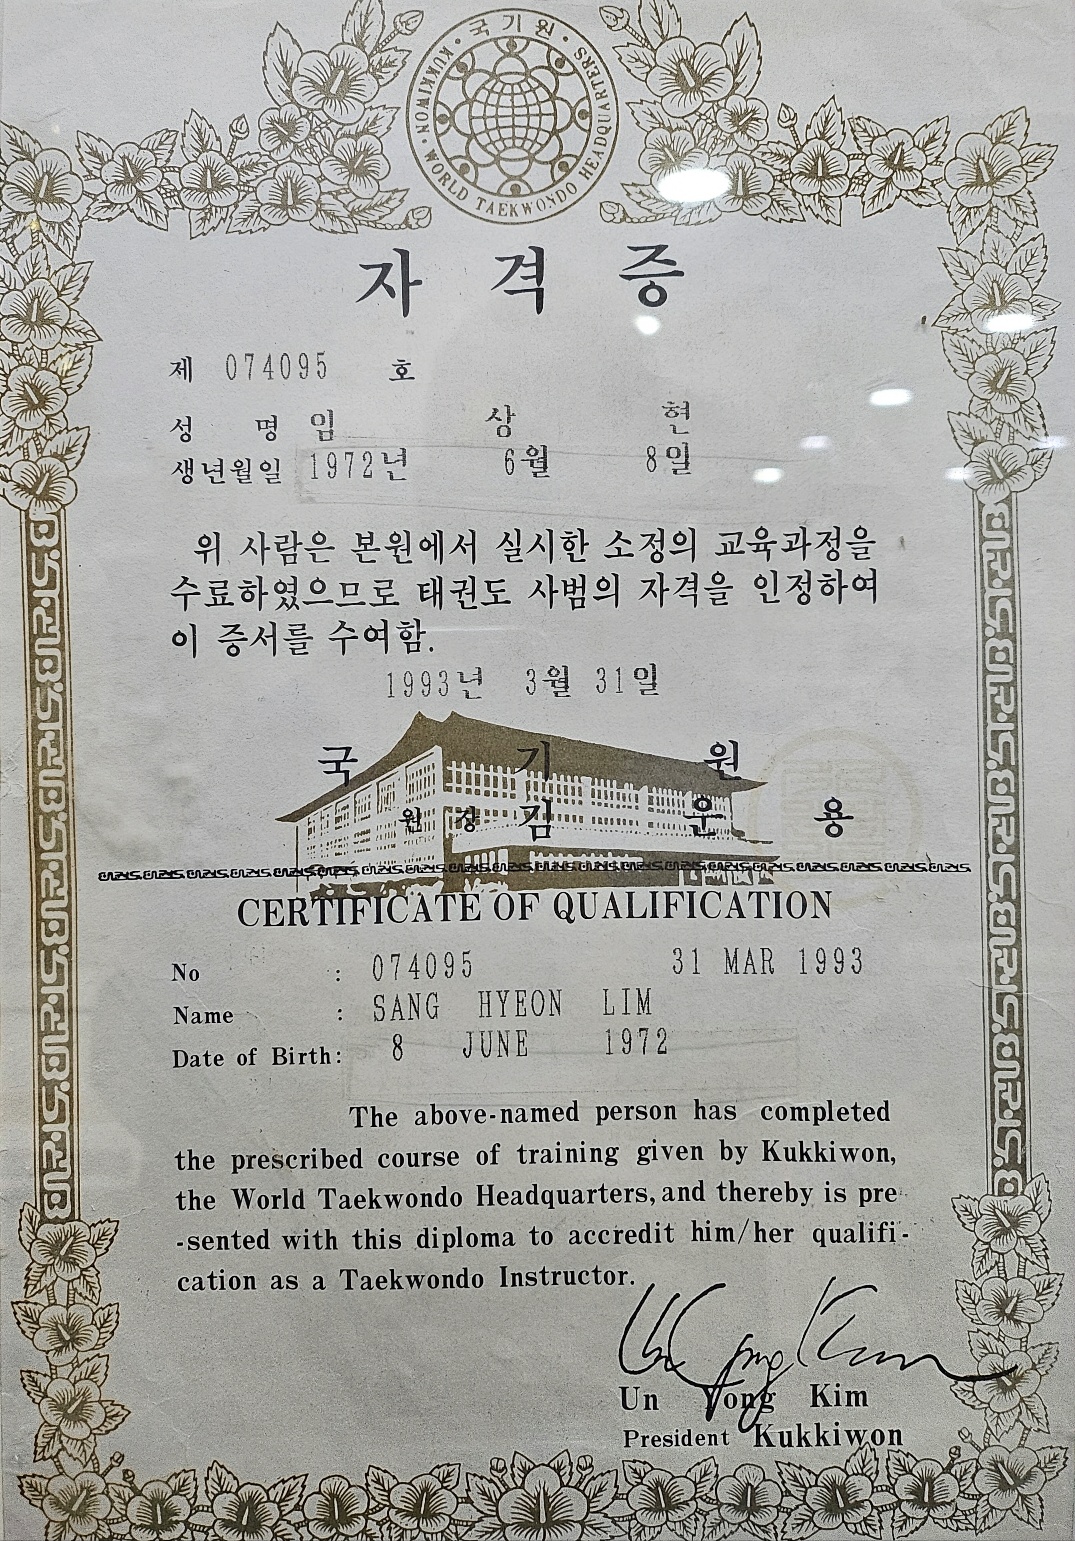 국기원
KUKKIWON · WORLD TAEKWONDO HEADQUARTERS
자 격 증
제 074095 호
성 명 임 상 현
생년월일 1972년 6월 8일
위 사람은 본원에서 실시한 소정의 교육과정을
수료하였으므로 태권도 사범의 자격을 인정하여
이 증서를 수여함.
1993년 3월 31일
국 기 원
원 장 김 운 용
CERTIFICATE OF QUALIFICATION
No : 074095 31 MAR 1993
Name : SANG HYEON LIM
Date of Birth: 8 JUNE 1972
The above-named person has completed
the prescribed course of training given by Kukkiwon,
the World Taekwondo Headquarters, and thereby is pre
-sented with this diploma to accredit him/her qualifi-
cation as a Taekwondo Instructor.
Un Yong Kim
Un Yong Kim
President Kukkiwon